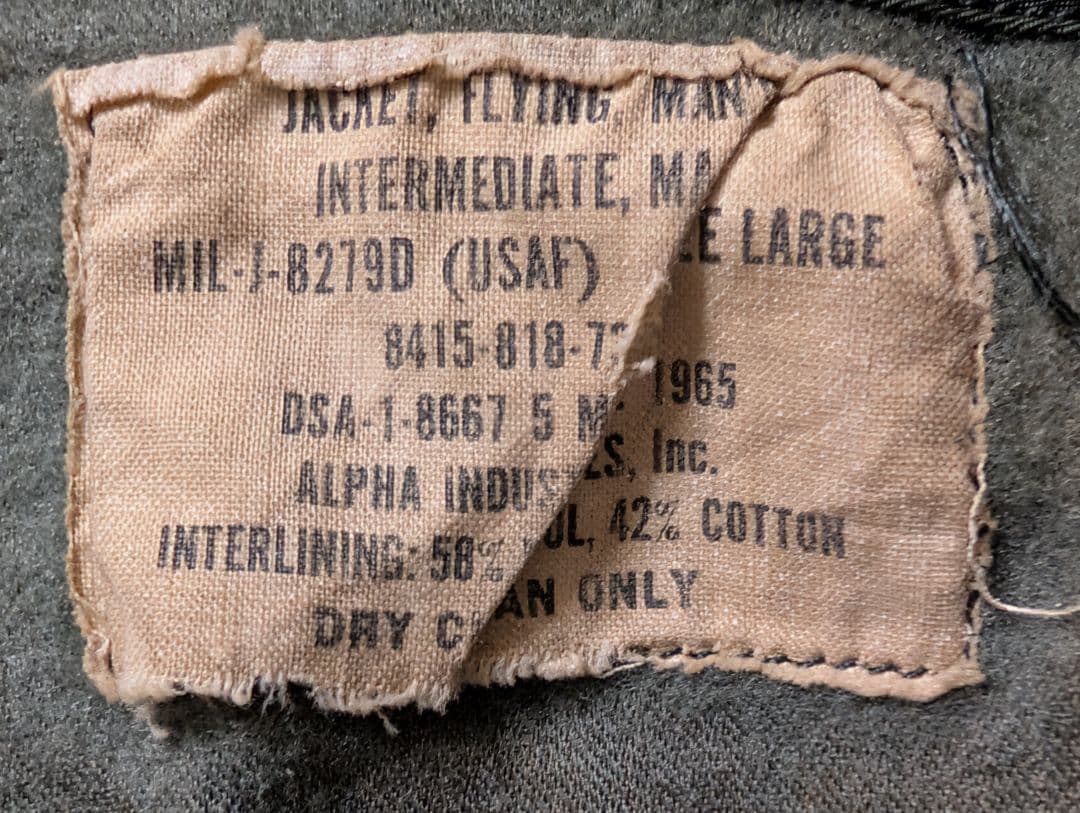 JACKET, FLYING, MAN'
INTERMEDIATE, MA
MIL-J-8279D (USAF) LARGE
8415-818-7
DSA-1-8667 5 M 1965
ALPHA INDUS ES, Inc.
INTERLINING: 58% OL, 42% COTTON
DRY C AN ONLY